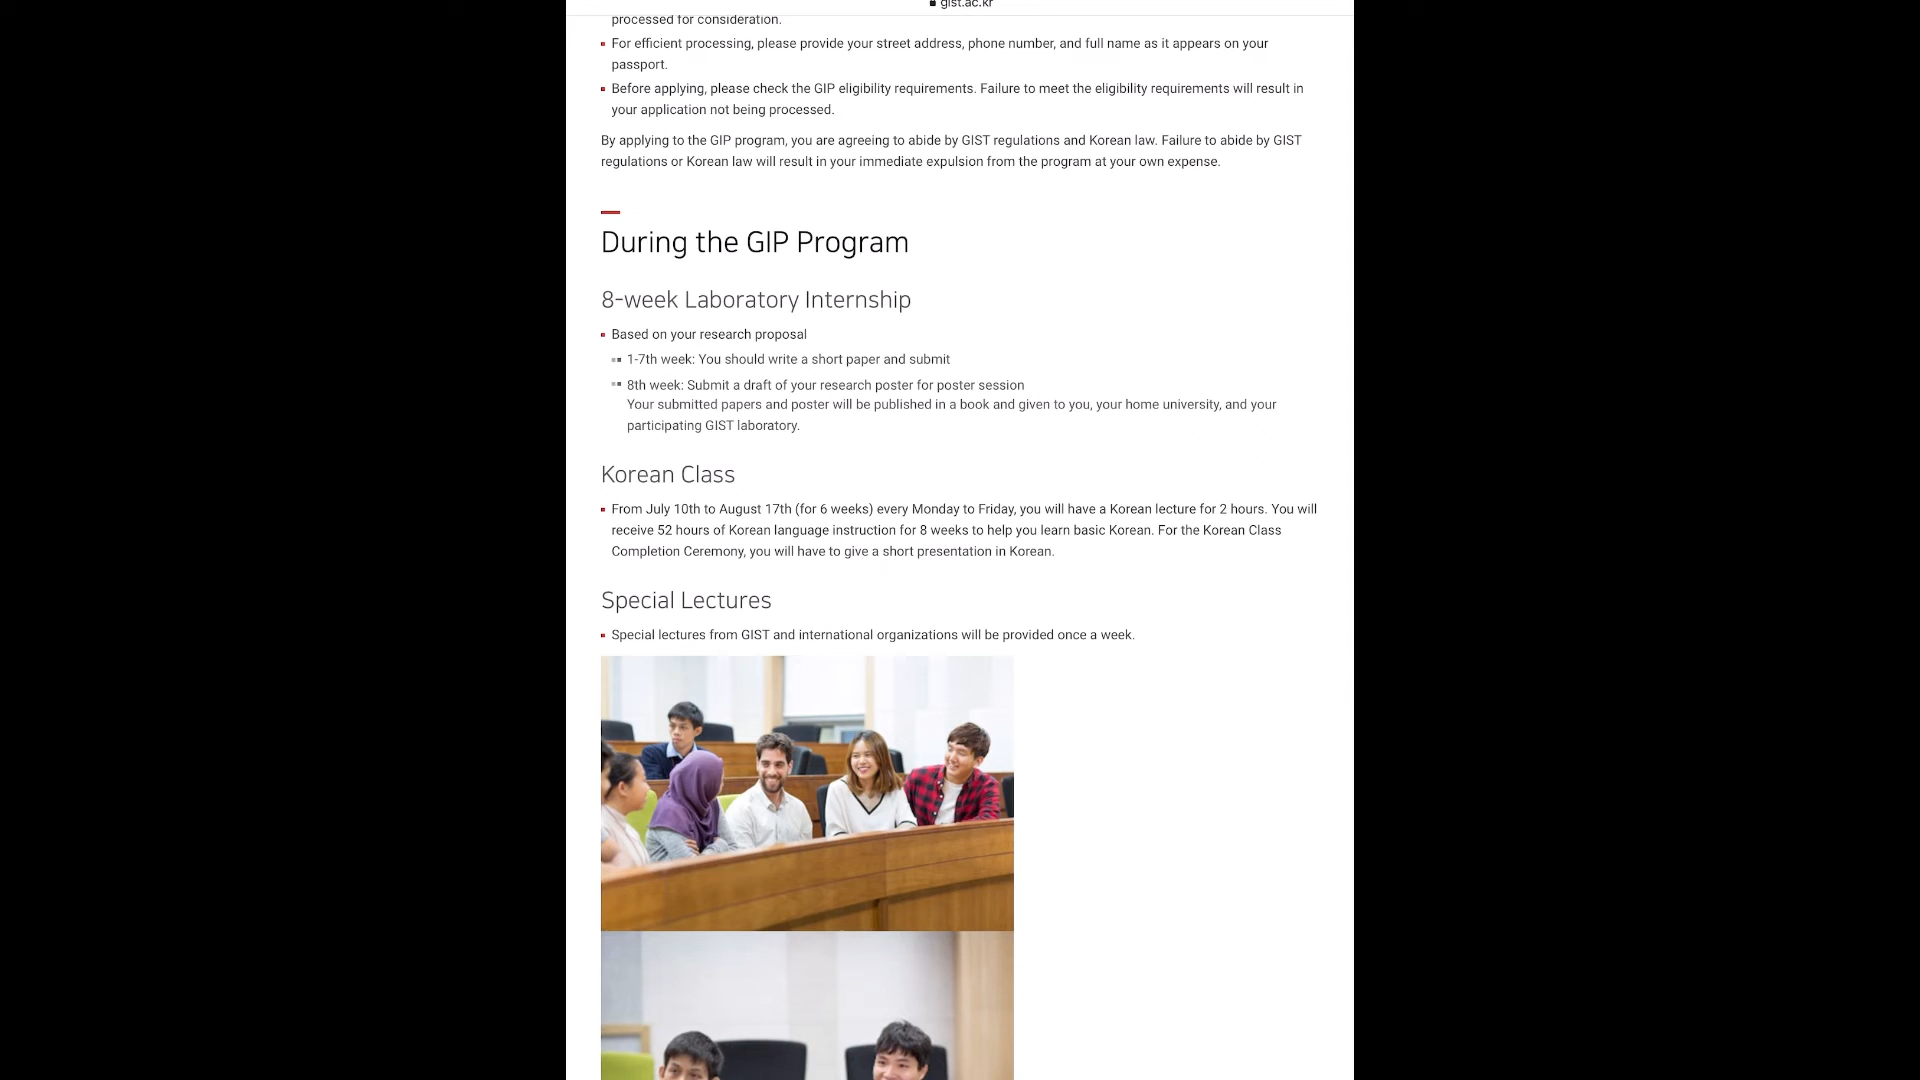 gist.ac.kr
processed for consideration.
For efficient processing, please provide your street address, phone number, and full name as it appears on your
passport.
Before applying, please check the GIP eligibility requirements. Failure to meet the eligibility requirements will result in
your application not being processed.
By applying to the GIP program, you are agreeing to abide by GIST regulations and Korean law. Failure to abide by GIST
regulations or Korean law will result in your immediate expulsion from the program at your own expense.
During the GIP Program
8-week Laboratory Internship
Based on your research proposal
1-7th week: You should write a short paper and submit
8th week: Submit a draft of your research poster for poster session
Your submitted papers and poster will be published in a book and given to you, your home university, and your
participating GIST laboratory.
Korean Class
From July 10th to August 17th (for 6 weeks) every Monday to Friday, you will have a Korean lecture for 2 hours. You will
receive 52 hours of Korean language instruction for 8 weeks to help you learn basic Korean. For the Korean Class
Completion Ceremony, you will have to give a short presentation in Korean.
Special Lectures
Special lectures from GIST and international organizations will be provided once a week.